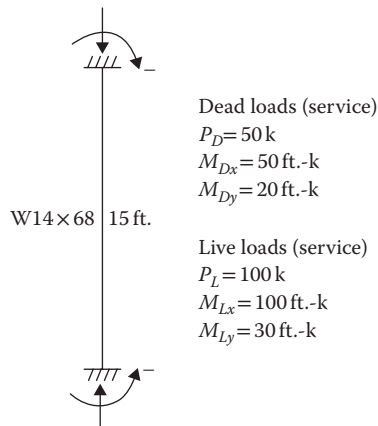 –
Dead loads (service)
P_D = 50 k
M_Dx = 50 ft.-k
M_Dy = 20 ft.-k
W14 × 68 15 ft.
Live loads (service)
P_L = 100 k
M_Lx = 100 ft.-k
M_Ly = 30 ft.-k
–